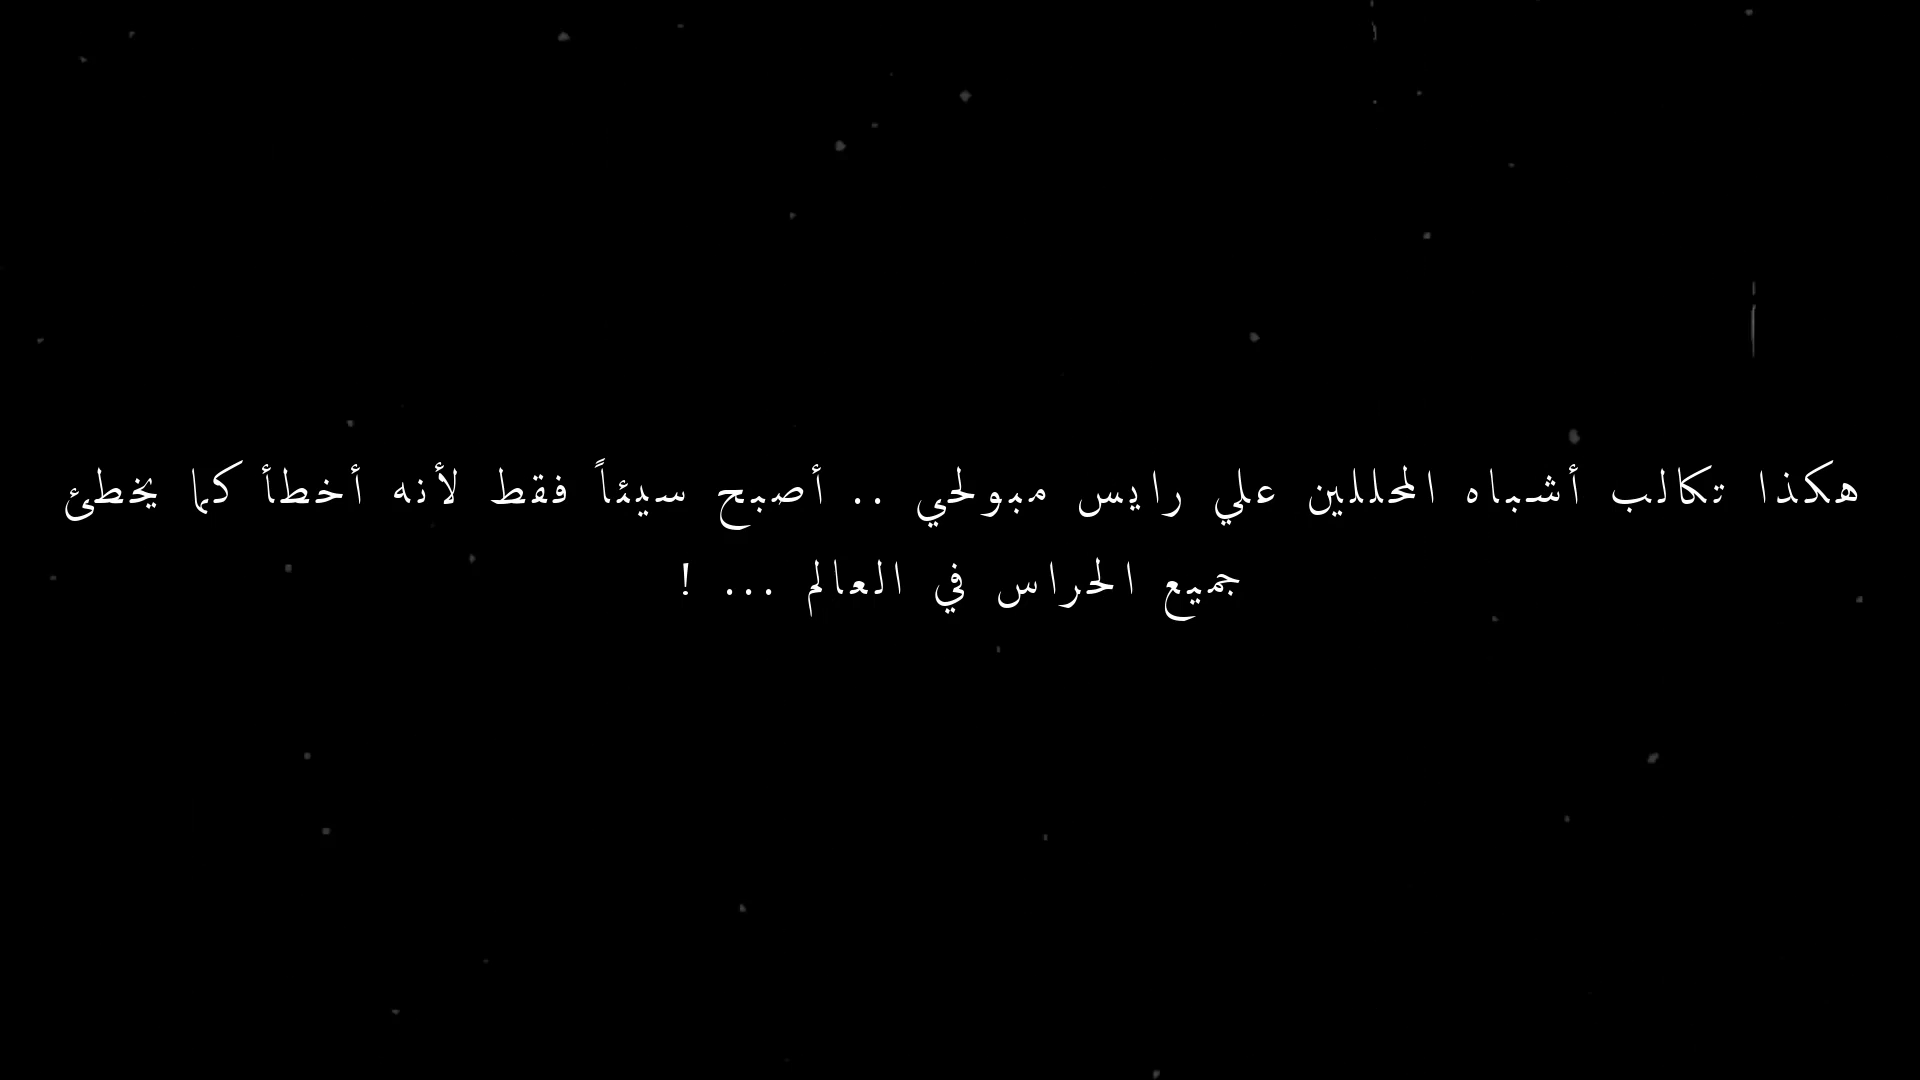 هكذا تكالب أشباه المحللين علي رايس مبولحي .. أصبح سيئاً فقط لأنه أخطأ كما يخطئ
جميع الحراس في العالم ... !